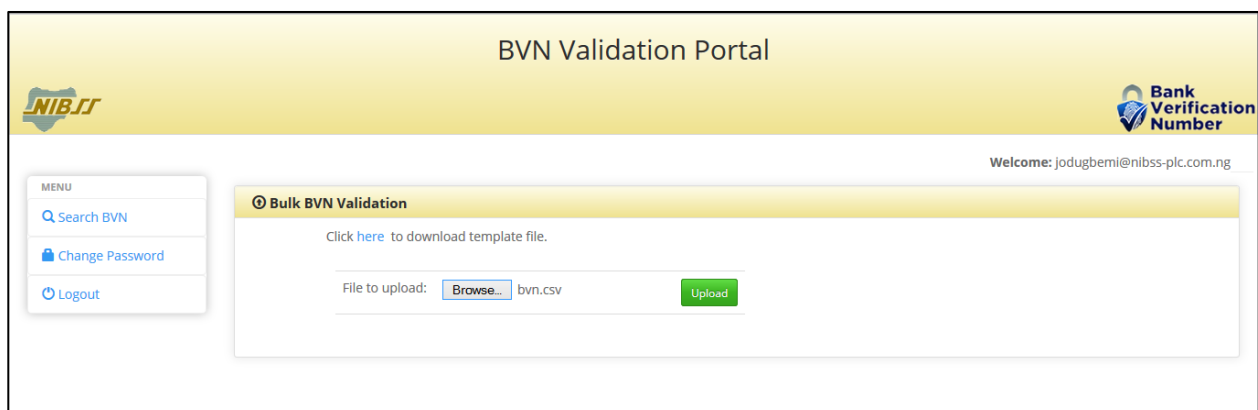 BVN Validation Portal
NIBSS
Bank
Verification
Number
Welcome: jodugbemi@nibss-plc.com.ng
MENU
Search BVN
Change Password
Logout
Bulk BVN Validation
Click here to download template file.
File to upload: Browse... bvn.csv Upload